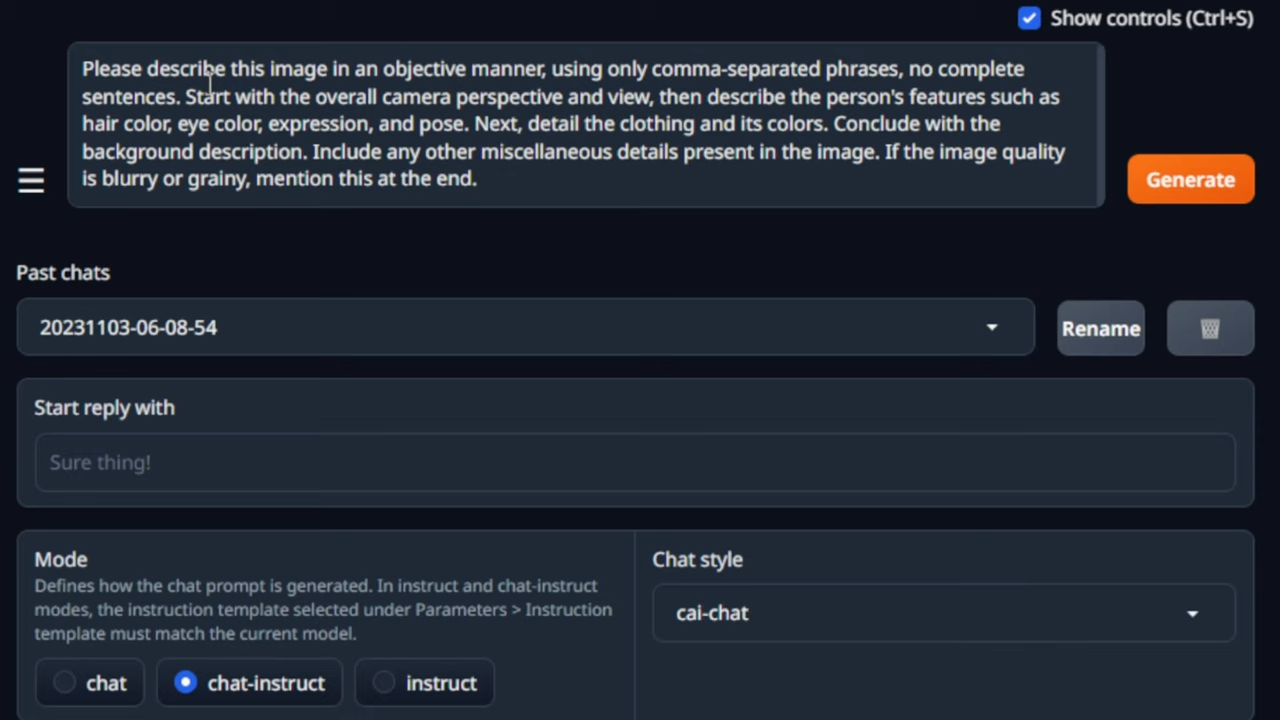 Show controls (Ctrl+S)
Please describe this image in an objective manner, using only comma-separated phrases, no complete
sentences. Start with the overall camera perspective and view, then describe the person's features such as
hair color, eye color, expression, and pose. Next, detail the clothing and its colors. Conclude with the
background description. Include any other miscellaneous details present in the image. If the image quality
is blurry or grainy, mention this at the end.
Generate
Past chats
20231103-06-08-54
Rename
Start reply with
Sure thing!
Mode
Defines how the chat prompt is generated. In instruct and chat-instruct
modes, the instruction template selected under Parameters > Instruction
template must match the current model.
chat
chat-instruct
instruct
Chat style
cai-chat